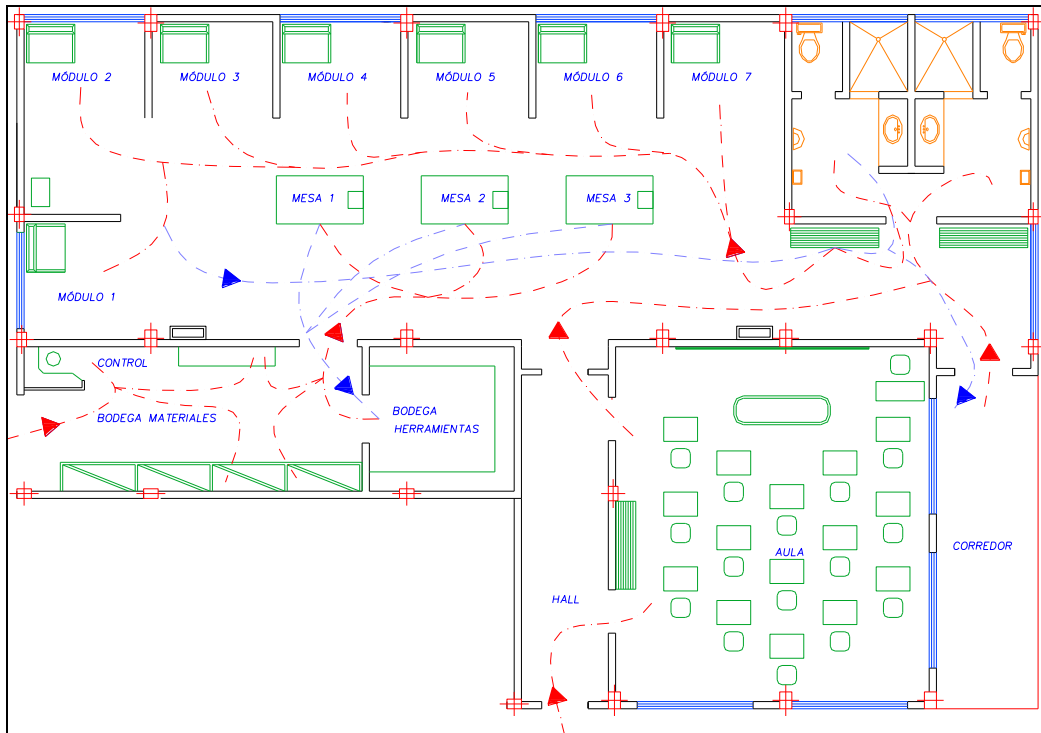 MÓDULO 2
MÓDULO 3
MÓDULO 4
MÓDULO 5
MÓDULO 6
MÓDULO 7
MESA 1
MESA 2
MESA 3
MÓDULO 1
CONTROL
BODEGA MATERIALES
BODEGA
HERRAMIENTAS
AULA
CORREDOR
HALL